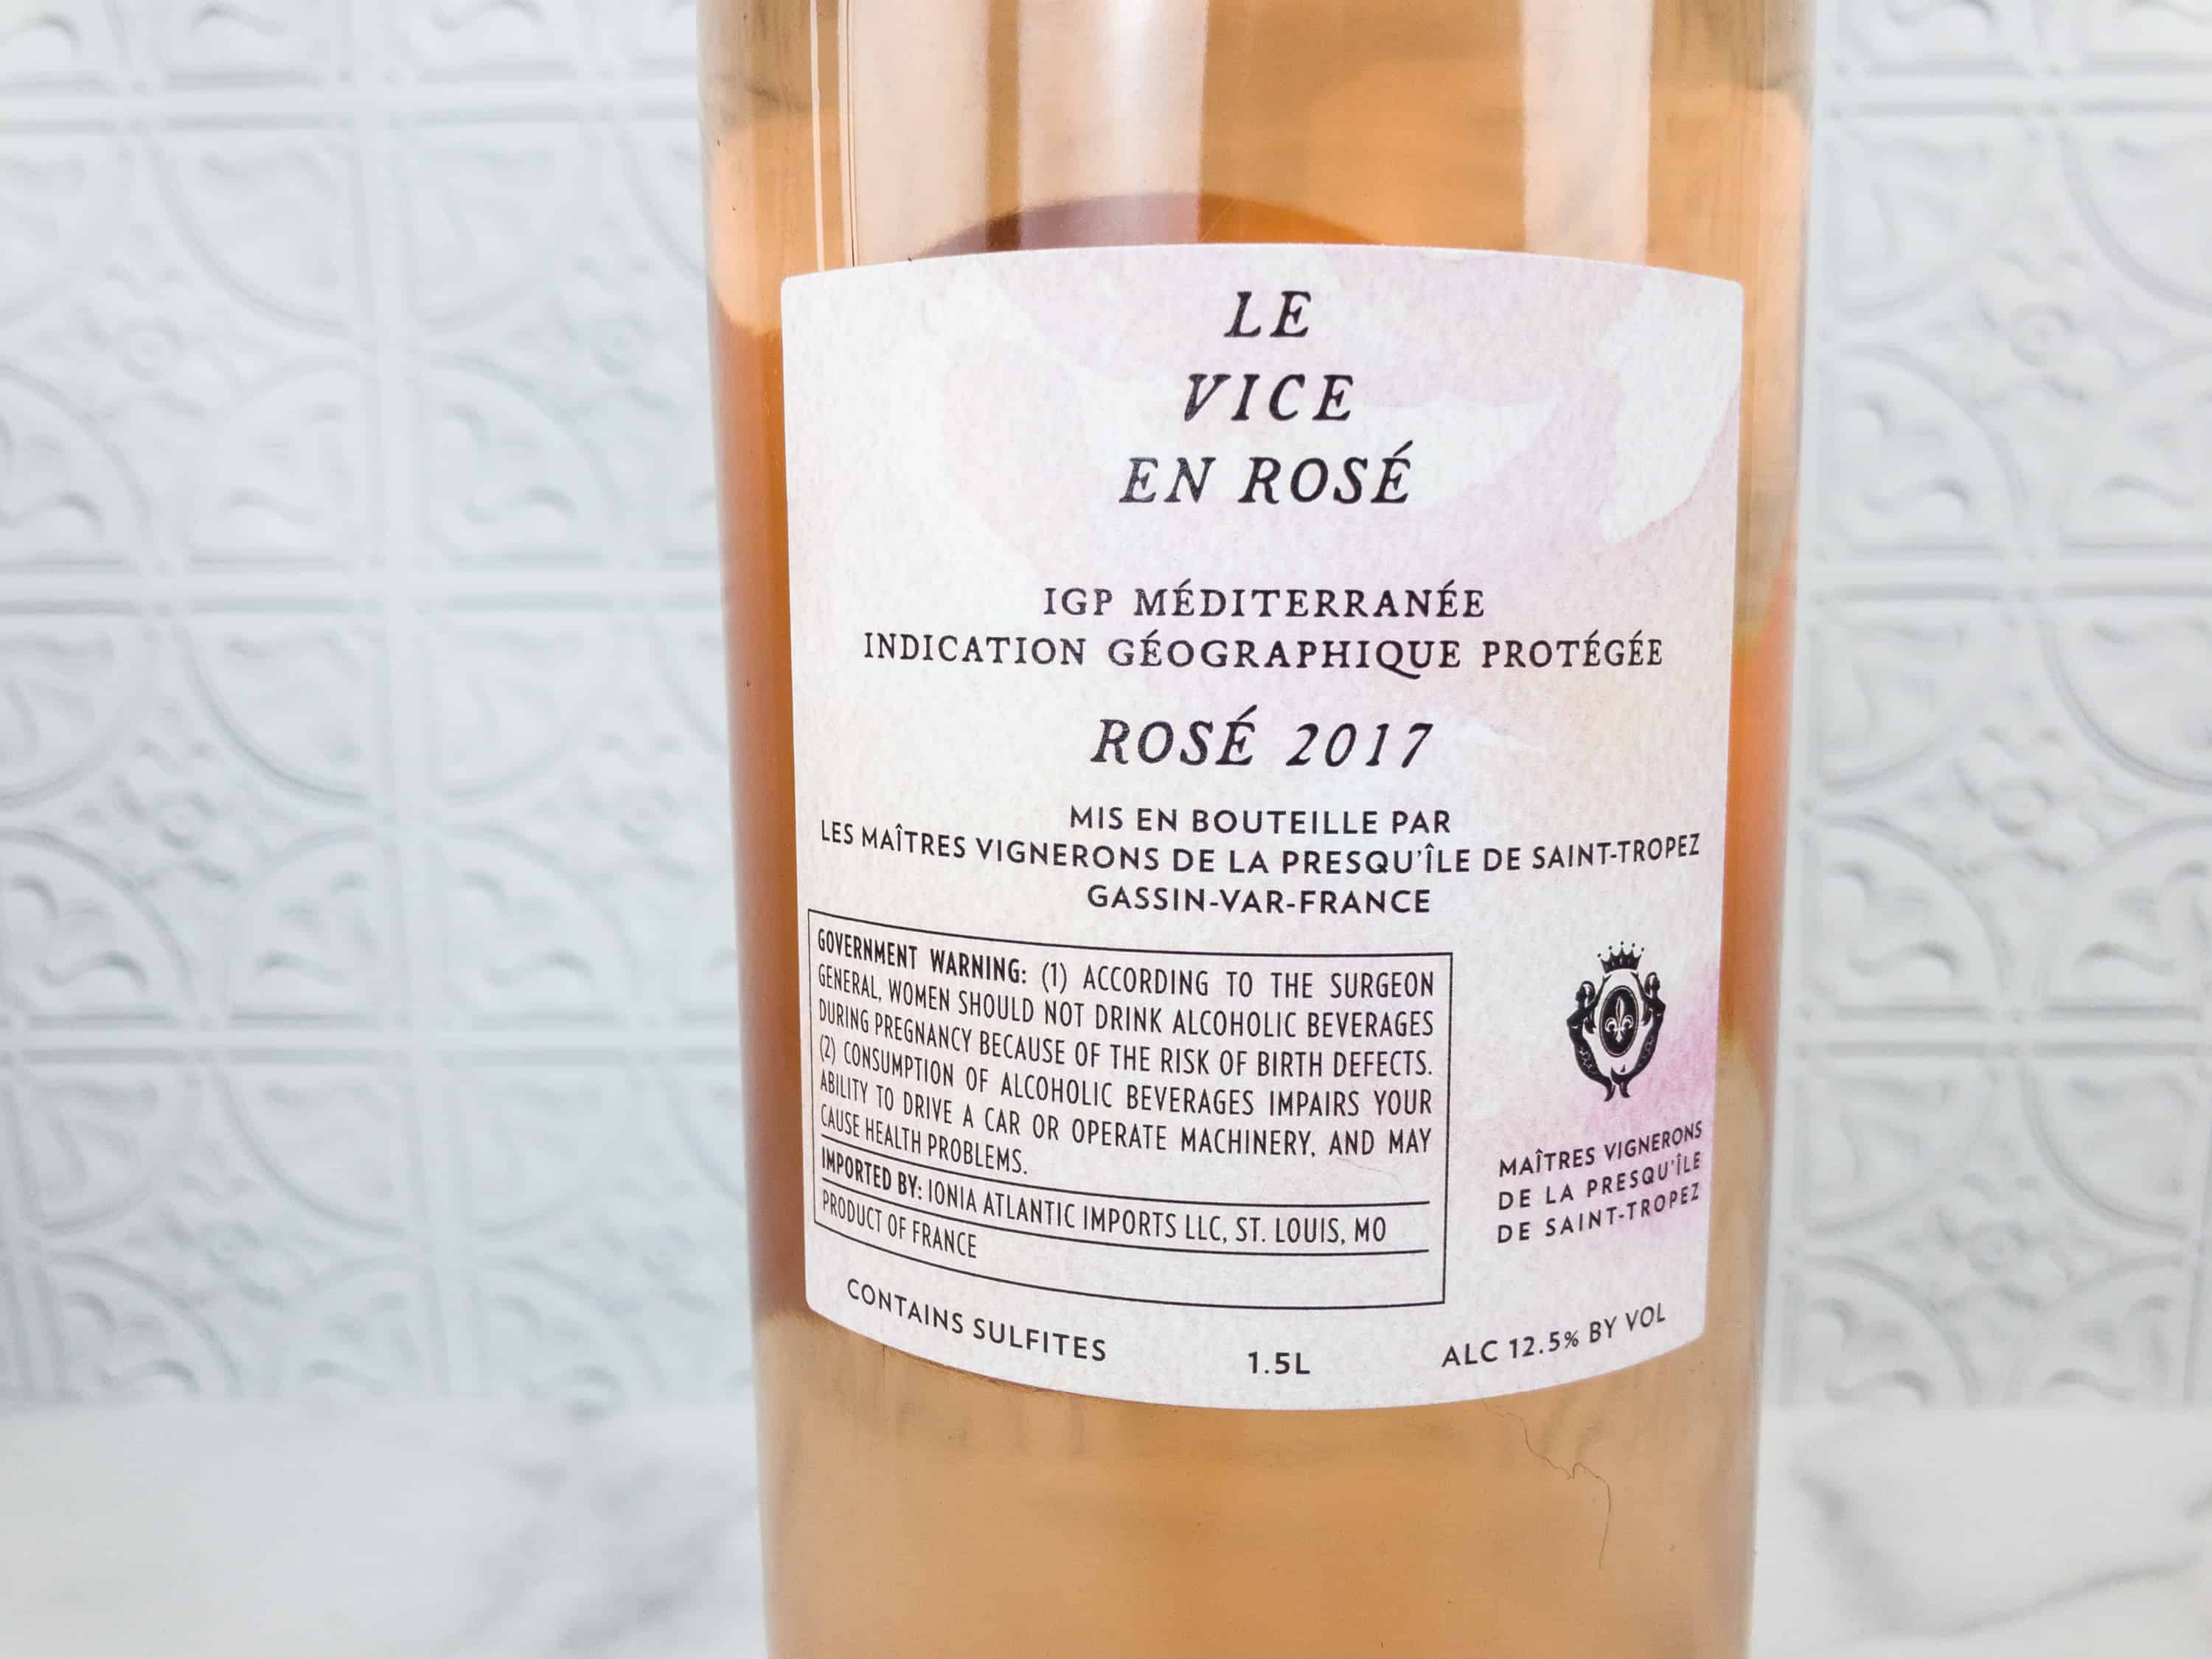 LE
VICE
EN ROSÉ
IGP MÉDITERRANÉE
INDICATION GÉOGRAPHIQUE PROTÉGÉE
ROSÉ 2017
MIS EN BOUTEILLE PAR
LES MAÎTRES VIGNERONS DE LA PRESQU'ÎLE DE SAINT-TROPEZ
GASSIN-VAR-FRANCE
GOVERNMENT WARNING: (1) ACCORDING TO THE SURGEON
GENERAL, WOMEN SHOULD NOT DRINK ALCOHOLIC BEVERAGES
DURING PREGNANCY BECAUSE OF THE RISK OF BIRTH DEFECTS.
(2) CONSUMPTION OF ALCOHOLIC BEVERAGES IMPAIRS YOUR
ABILITY TO DRIVE A CAR OR OPERATE MACHINERY, AND MAY
CAUSE HEALTH PROBLEMS.
IMPORTED BY: IONIA ATLANTIC IMPORTS LLC, ST. LOUIS, MO
PRODUCT OF FRANCE
MAÎTRES VIGNERONS
DE LA PRESQU'ÎLE
DE SAINT-TROPEZ
CONTAINS SULFITES
1.5L
ALC 12.5% BY VOL